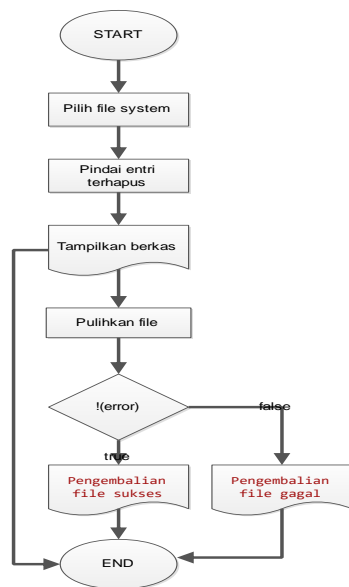 START
Pilih file system
Pindai entri
terhapus
Tampilkan berkas
Pulihkan file
!(error)
false
true
Pengembalian
file sukses
Pengembalian
file gagal
END